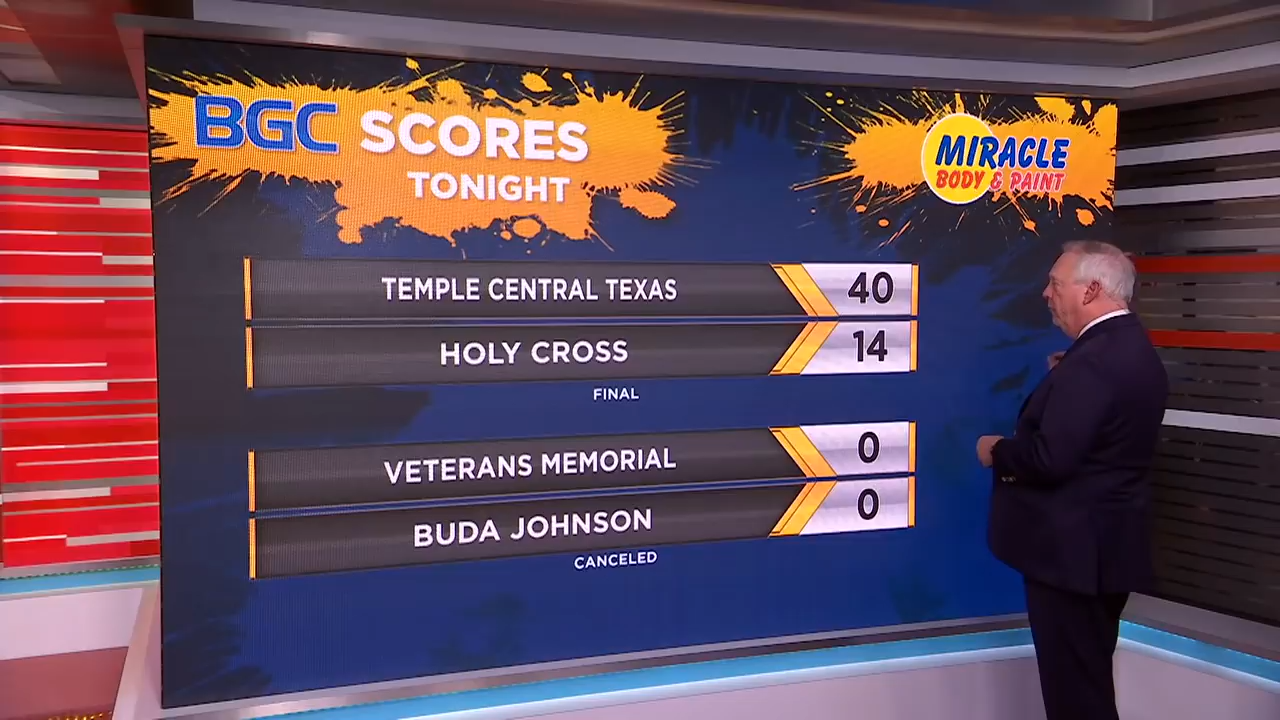 BGC SCORES
TONIGHT
MIRACLE
BODY & PAINT
TEMPLE CENTRAL TEXAS 40
HOLY CROSS 14
FINAL
VETERANS MEMORIAL 0
BUDA JOHNSON 0
CANCELED